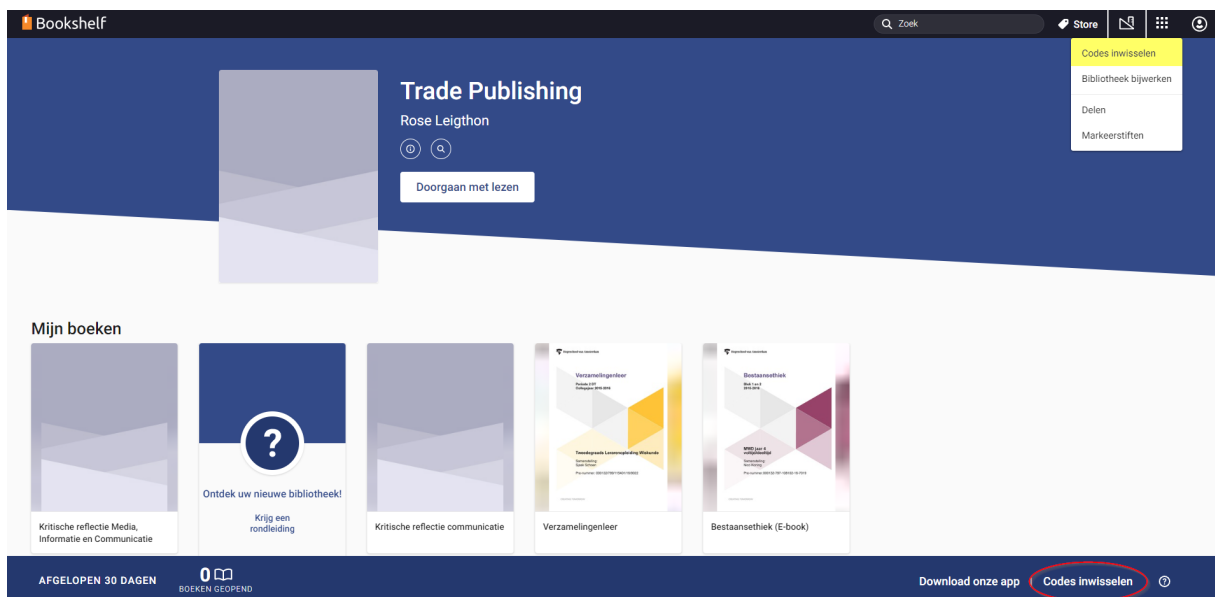 Bookshelf
Zoek
Store
Codes inwisselen
Bibliotheek bijwerken
Delen
Markeerstiften
Trade Publishing
Rose Leigthon
Doorgaan met lezen
Mijn boeken
Ontdek uw nieuwe bibliotheek!
Krijg een
rondleiding
Verzamelingenleer
Bestaansethiek
Kritische reflectie Media,
Informatie en Communicatie
Kritische reflectie communicatie
Verzamelingenleer
Bestaansethiek (E-book)
AFGELOPEN 30 DAGEN
0
BOEKEN GEOPEND
Download onze app
Codes inwisselen